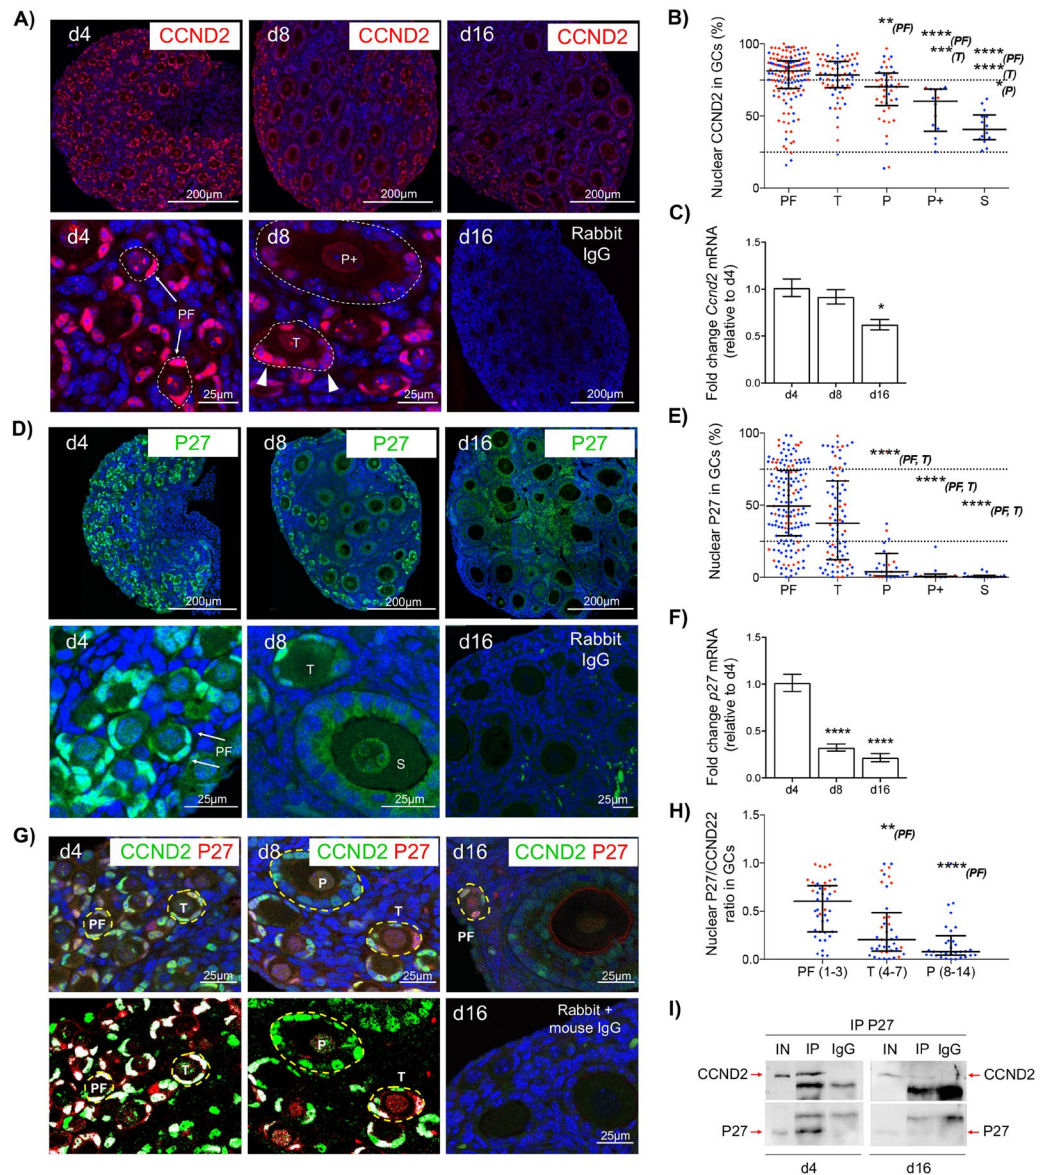 A)
d4
CCND2
200µm
d8
CCND2
200µm
d16
CCND2
200µm
d4
PF
25µm
d8
P+
T
25µm
d16
Rabbit
IgG
200µm
B)
Nuclear CCND2 in GCs (%)
100
50
0
**(PF)
****(PF)
***(T)
****(PF)
****(T)
*(P)
PF T P P+ S
C)
Fold change Ccnd2 mRNA
(relative to d4)
1.5
1.0
0.5
0.0
*
d4 d8 d16
D)
d4
P27
200µm
d8
P27
200µm
d16
P27
200µm
d4
PF
25µm
d8
T
S
25µm
d16
Rabbit
IgG
25µm
E)
Nuclear P27 in GCs (%)
100
50
0
****(PF, T)
****(PF, T)
****(PF, T)
PF T P P+ S
F)
Fold change p27 mRNA
(relative to d4)
1.5
1.0
0.5
0.0
****
****
d4 d8 d16
G)
d4
CCND2 P27
PF
T
25µm
d8
CCND2 P27
P
T
25µm
d16
CCND2 P27
PF
25µm
PF
T
P
T
d16
Rabbit +
mouse IgG
25µm
H)
Nuclear P27/CCND22
ratio in GCs
1.5
1.0
0.5
0.0
**(PF)
****(PF)
PF (1-3) T (4-7) P (8-14)
I)
IP P27
IN IP IgG IN IP IgG
CCND2
CCND2
P27
P27
d4
d16